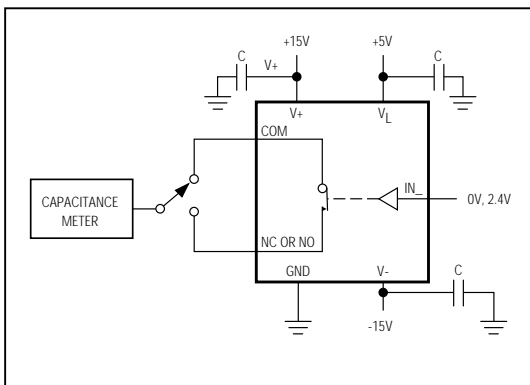 +15V
+5V
C
V+
C
V+
VL
COM
IN_
CAPACITANCE
METER
0V, 2.4V
NC OR NO
GND
V-
C
-15V